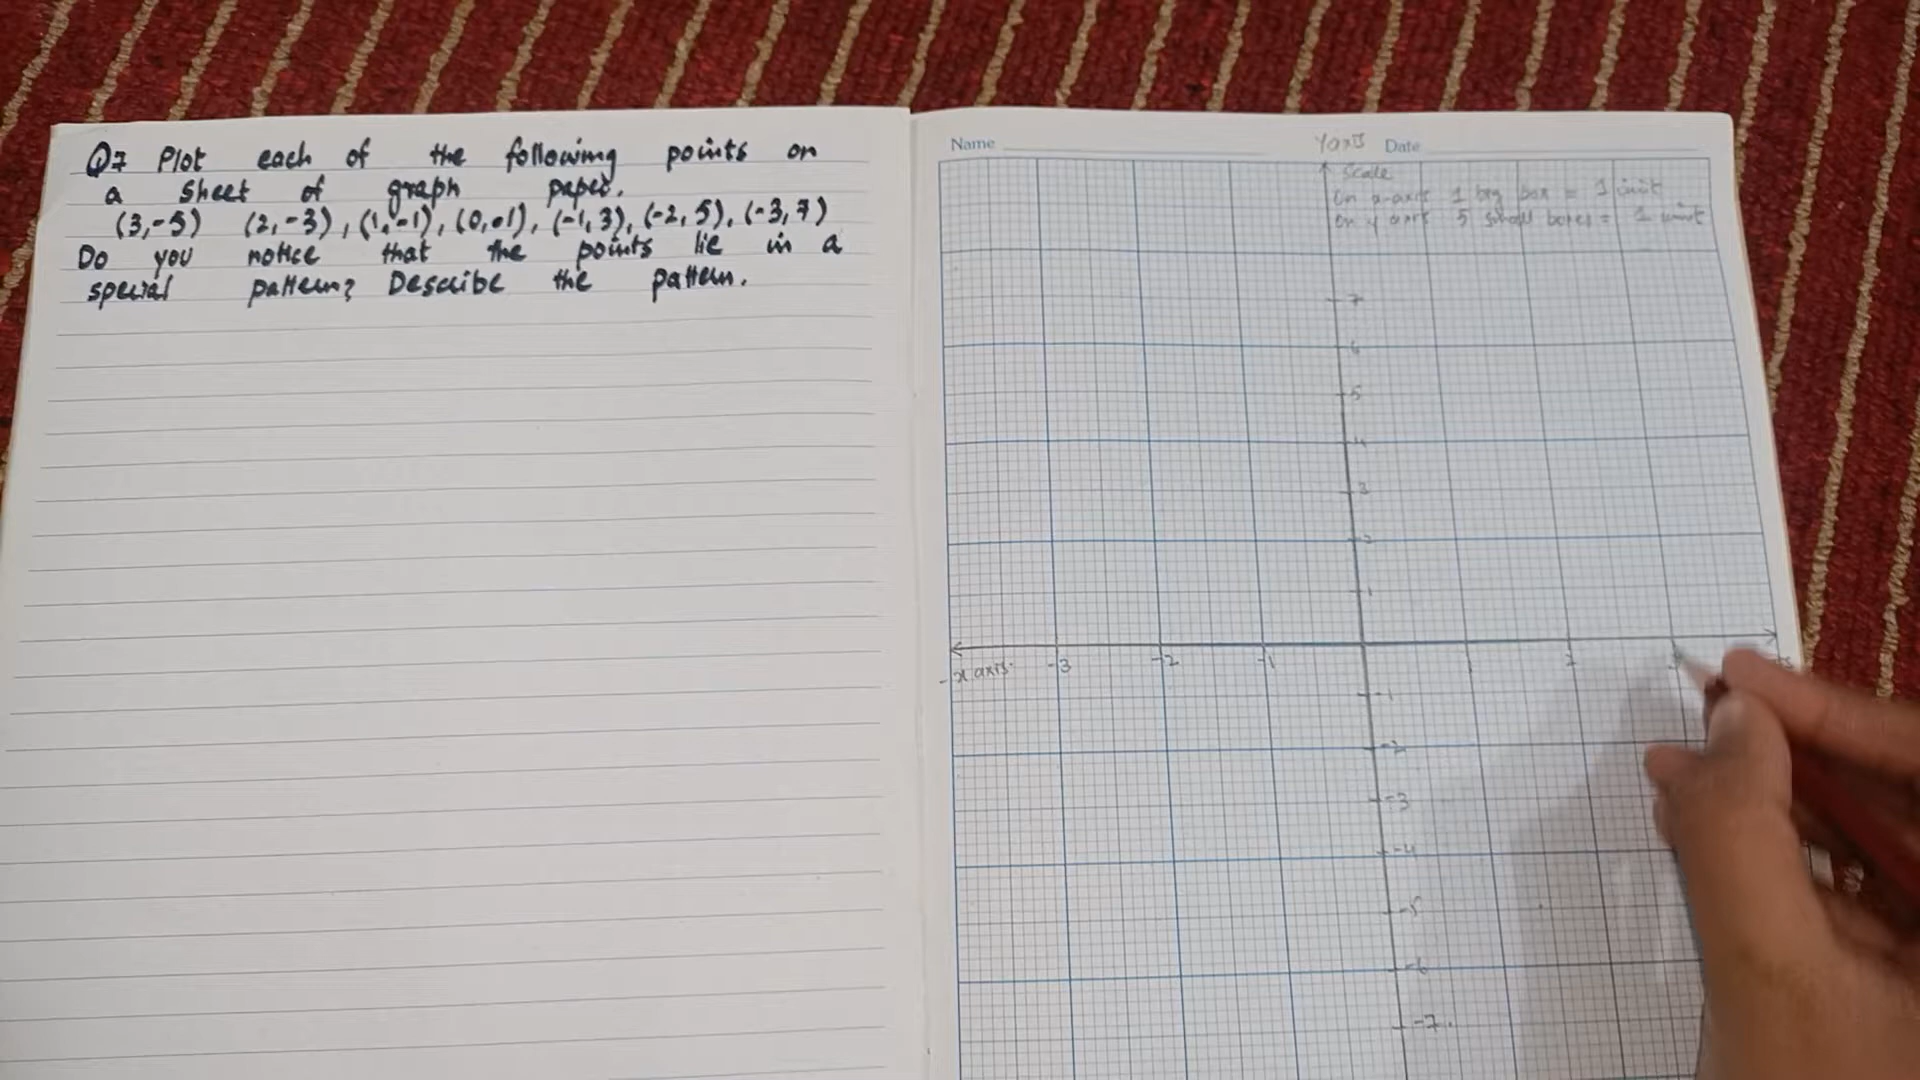 Q7 Plot each of the following points on
a sheet of graph paper.
(3,-5) (2,-3), (1,-1), (0,1), (-1,3), (-2,5), (-3,7)
Do you notice that the points lie in a
special pattern? Describe the pattern.
Name Y axis Date
Scale
On x-axis 1 big box = 1 unit
on y axis 5 small boxes = 1 unit
7
6
5
4
3
2
1
-x axis -3 -2 -1 1 2 3
-1
-2
-3
-4
-5
-6
-7